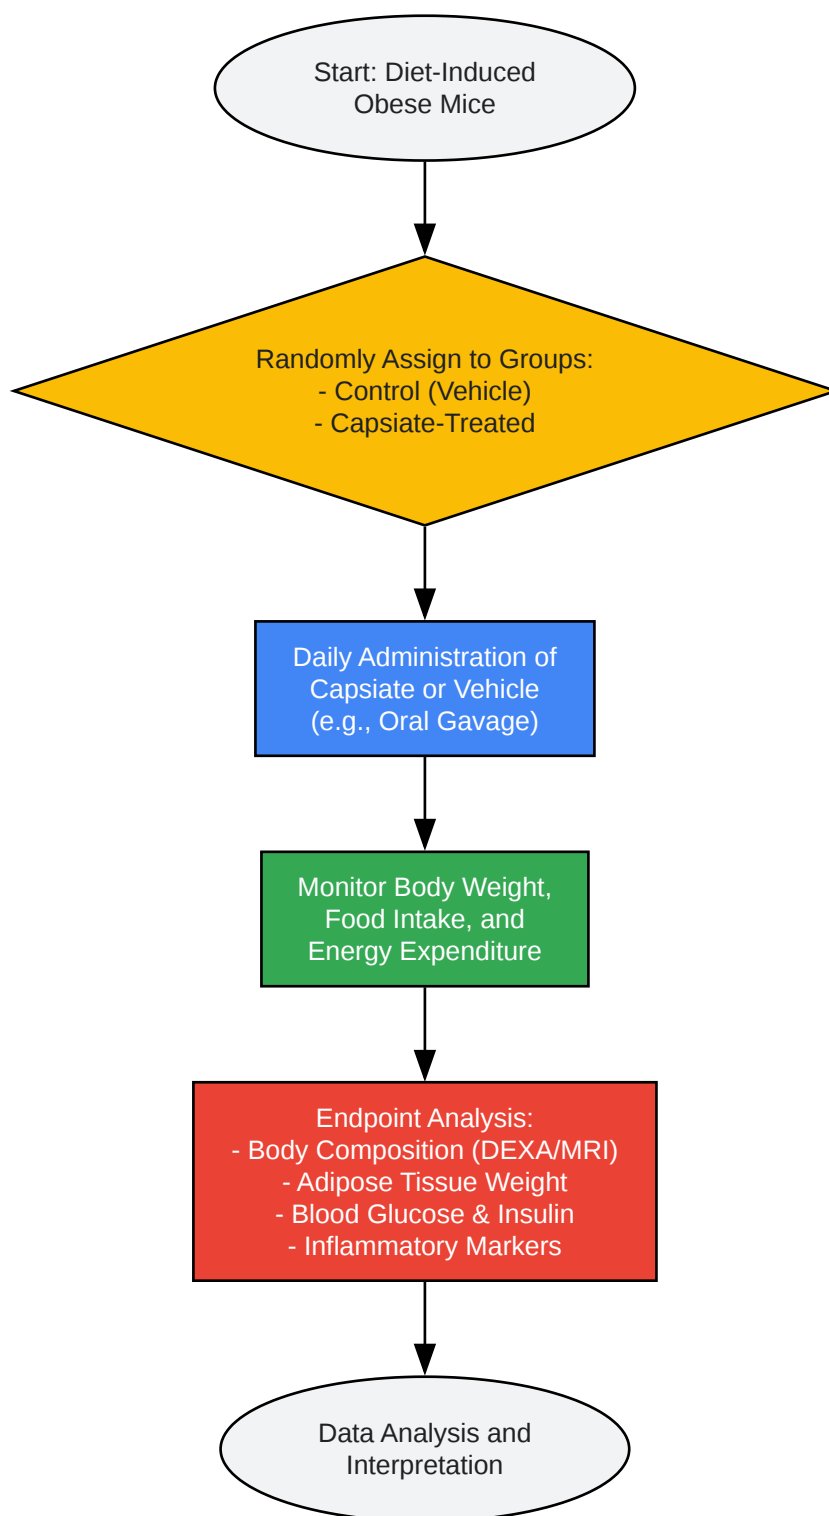 Start: Diet-Induced
Obese Mice
Randomly Assign to Groups:
- Control (Vehicle)
- Capsiate-Treated
Daily Administration of
Capsiate or Vehicle
(e.g., Oral Gavage)
Monitor Body Weight,
Food Intake, and
Energy Expenditure
Endpoint Analysis:
- Body Composition (DEXA/MRI)
- Adipose Tissue Weight
- Blood Glucose & Insulin
- Inflammatory Markers
Data Analysis and
Interpretation